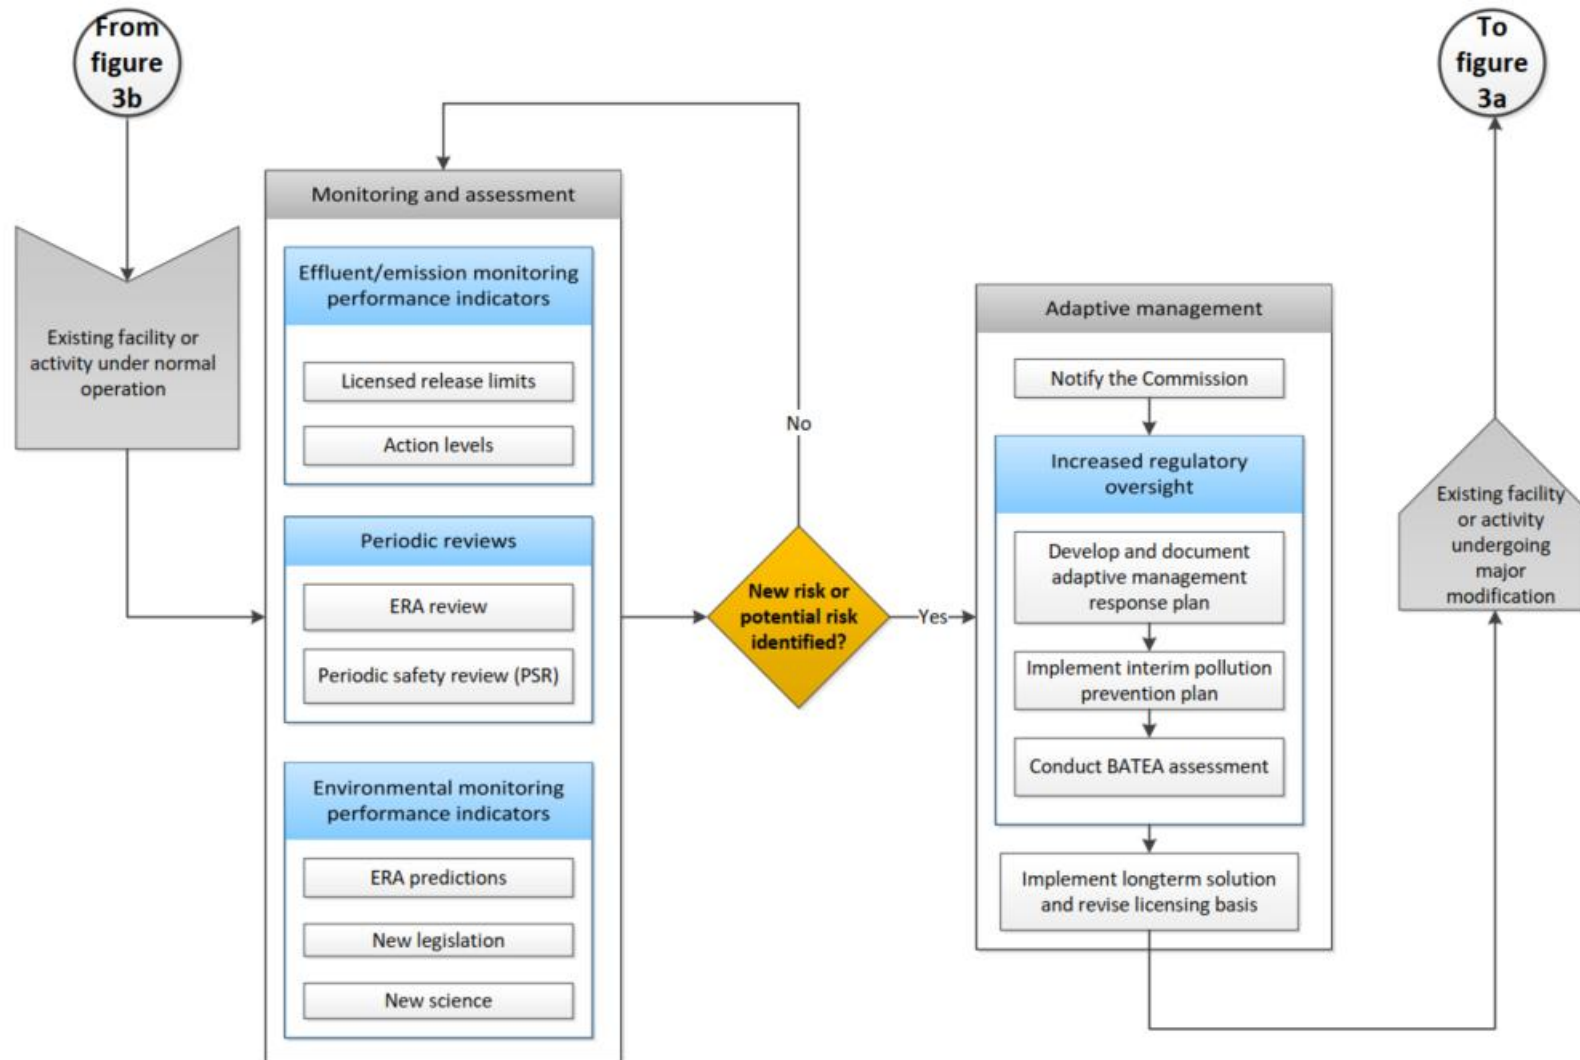 From
figure
3b
To
figure
3a
Monitoring and assessment
Effluent/emission monitoring
performance indicators
Licensed release limits
Action levels
Periodic reviews
ERA review
Periodic safety review (PSR)
Environmental monitoring
performance indicators
ERA predictions
New legislation
New science
Existing facility or
activity under normal
operation
No
New risk or
potential risk
identified?
Yes
Adaptive management
Notify the Commission
Increased regulatory
oversight
Develop and document
adaptive management
response plan
Implement interim pollution
prevention plan
Conduct BATEA assessment
Implement longterm solution
and revise licensing basis
Existing facility
or activity
undergoing
major
modification